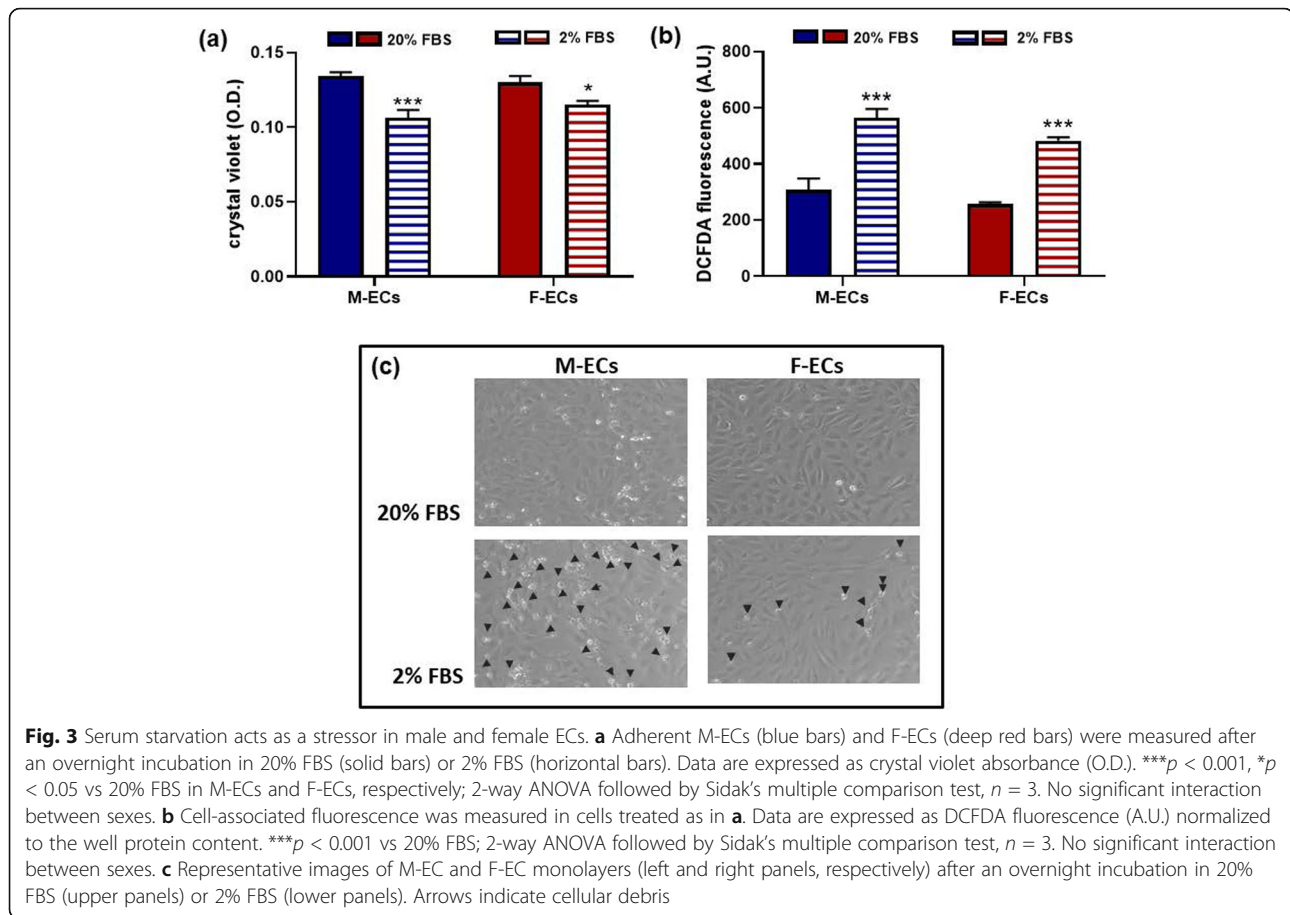 (a)
20% FBS
2% FBS
0.15
***
*
0.10
0.05
0.00
crystal violet (O.D.)
M-ECs
F-ECs
(b)
20% FBS
2% FBS
800
600
***
***
400
200
0
DCFDA fluorescence (A.U.)
M-ECs
F-ECs
(c)
M-ECs
F-ECs
20% FBS
2% FBS
Fig. 3 Serum starvation acts as a stressor in male and female ECs. a Adherent M-ECs (blue bars) and F-ECs (deep red bars) were measured after
an overnight incubation in 20% FBS (solid bars) or 2% FBS (horizontal bars). Data are expressed as crystal violet absorbance (O.D.). ***p < 0.001, *p
< 0.05 vs 20% FBS in M-ECs and F-ECs, respectively; 2-way ANOVA followed by Sidak's multiple comparison test, n = 3. No significant interaction
between sexes. b Cell-associated fluorescence was measured in cells treated as in a. Data are expressed as DCFDA fluorescence (A.U.) normalized
to the well protein content. ***p < 0.001 vs 20% FBS; 2-way ANOVA followed by Sidak's multiple comparison test, n = 3. No significant interaction
between sexes. c Representative images of M-EC and F-EC monolayers (left and right panels, respectively) after an overnight incubation in 20%
FBS (upper panels) or 2% FBS (lower panels). Arrows indicate cellular debris